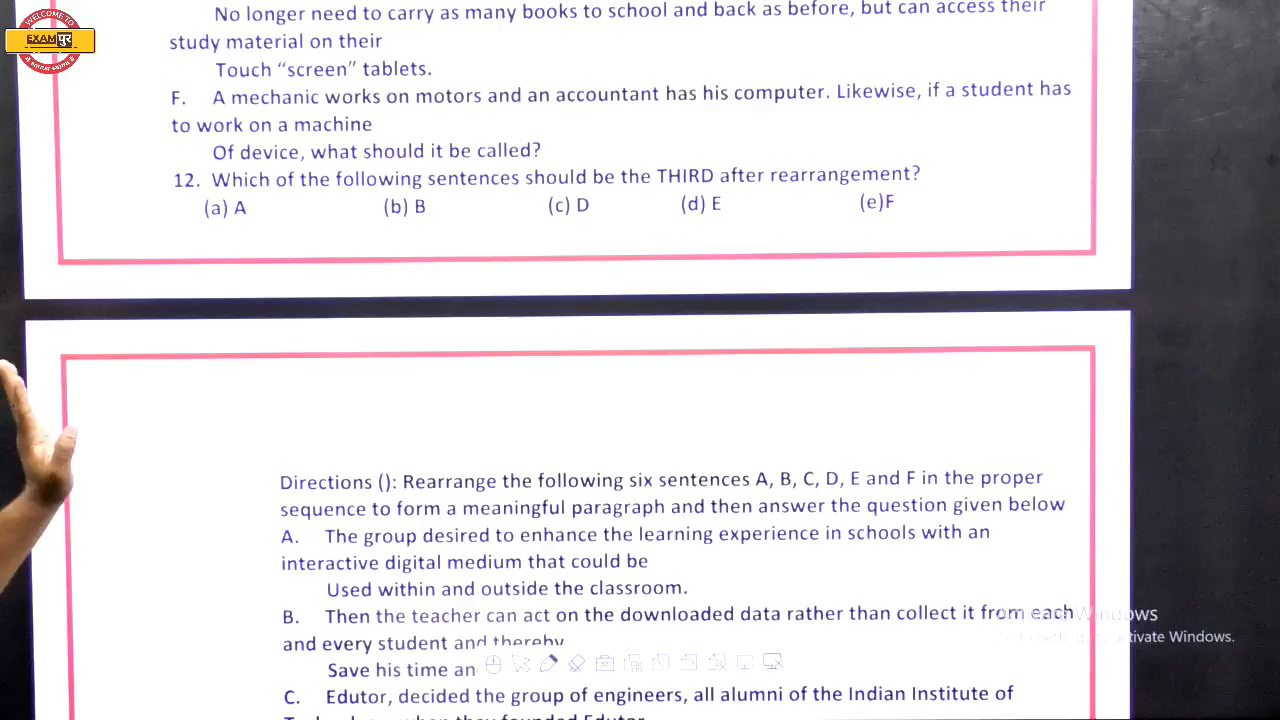 WELCOME TO
EXAM पुर
No longer need to carry as many books to school and back as before, but can access their
study material on their
Touch “screen” tablets.
F. A mechanic works on motors and an accountant has his computer. Likewise, if a student has
to work on a machine
Of device, what should it be called?
12. Which of the following sentences should be the THIRD after rearrangement?
(a) A (b) B (c) D (d) E (e)F
Directions (): Rearrange the following six sentences A, B, C, D, E and F in the proper
sequence to form a meaningful paragraph and then answer the question given below
A. The group desired to enhance the learning experience in schools with an
interactive digital medium that could be
Used within and outside the classroom.
B. Then the teacher can act on the downloaded data rather than collect it from each
and every student and thereby
Save his time an
C. Edutor, decided the group of engineers, all alumni of the Indian Institute of
when they founded Edutor